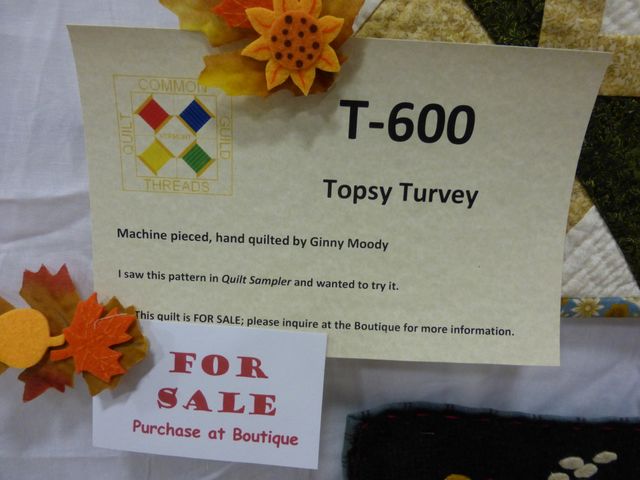 COMMON
QUILT
GUILD
VERMONT
THREADS
T-600
Topsy Turvey
Machine pieced, hand quilted by Ginny Moody
I saw this pattern in Quilt Sampler and wanted to try it.
This quilt is FOR SALE; please inquire at the Boutique for more information.
FOR
SALE
Purchase at Boutique